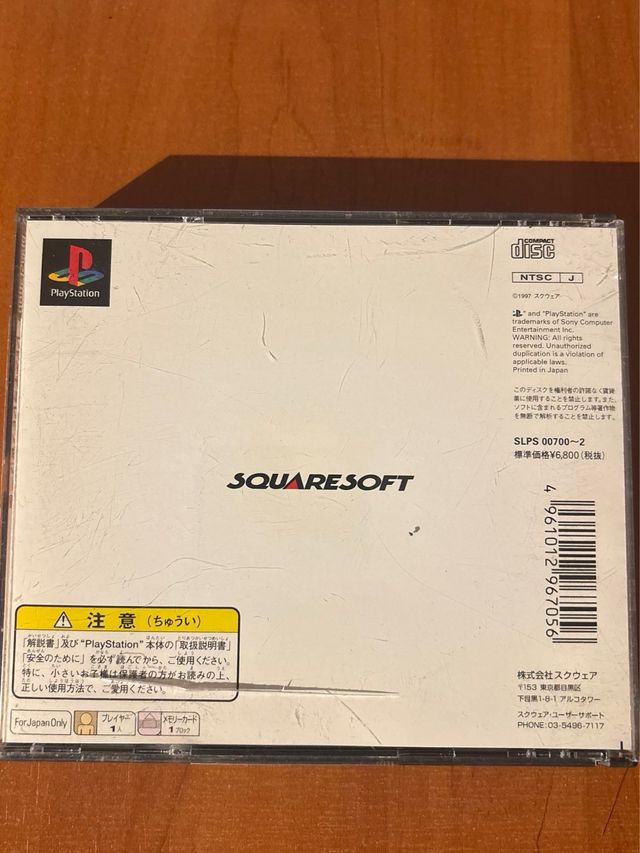 PlayStation
COMPACT
disc
NTSC J
©1997 スクウェア
" " and "PlayStation" are
trademarks of Sony Computer
Entertainment Inc.
WARNING: All rights
reserved. Unauthorized
duplication is a violation of
applicable laws.
Printed in Japan
このディスクを権利者の許諾なく賃貸
業に使用することを禁止します。また、
ソフトに含まれるプログラム等著作物
を無断で解析することを禁止します。
SLPS 00700〜2
標準価格¥6,800(税抜)
SQUARESOFT
4 961012 967056
注意(ちゅうい)
「解説書」及び"PlayStation"本体の「取扱説明書」
「安全のために」を必ず読んでから、ご使用ください。
特に、小さいお子様は保護者の方がお読みの上、
正しい使用方法で、ご愛用ください。
For Japan Only
プレイヤー
1人
メモリーカード
1ブロック
株式会社スクウェア
〒153 東京都目黒区
下目黒1-8-1 アルコタワー
スクウェア・ユーザーサポート
PHONE: 03-5496-7117